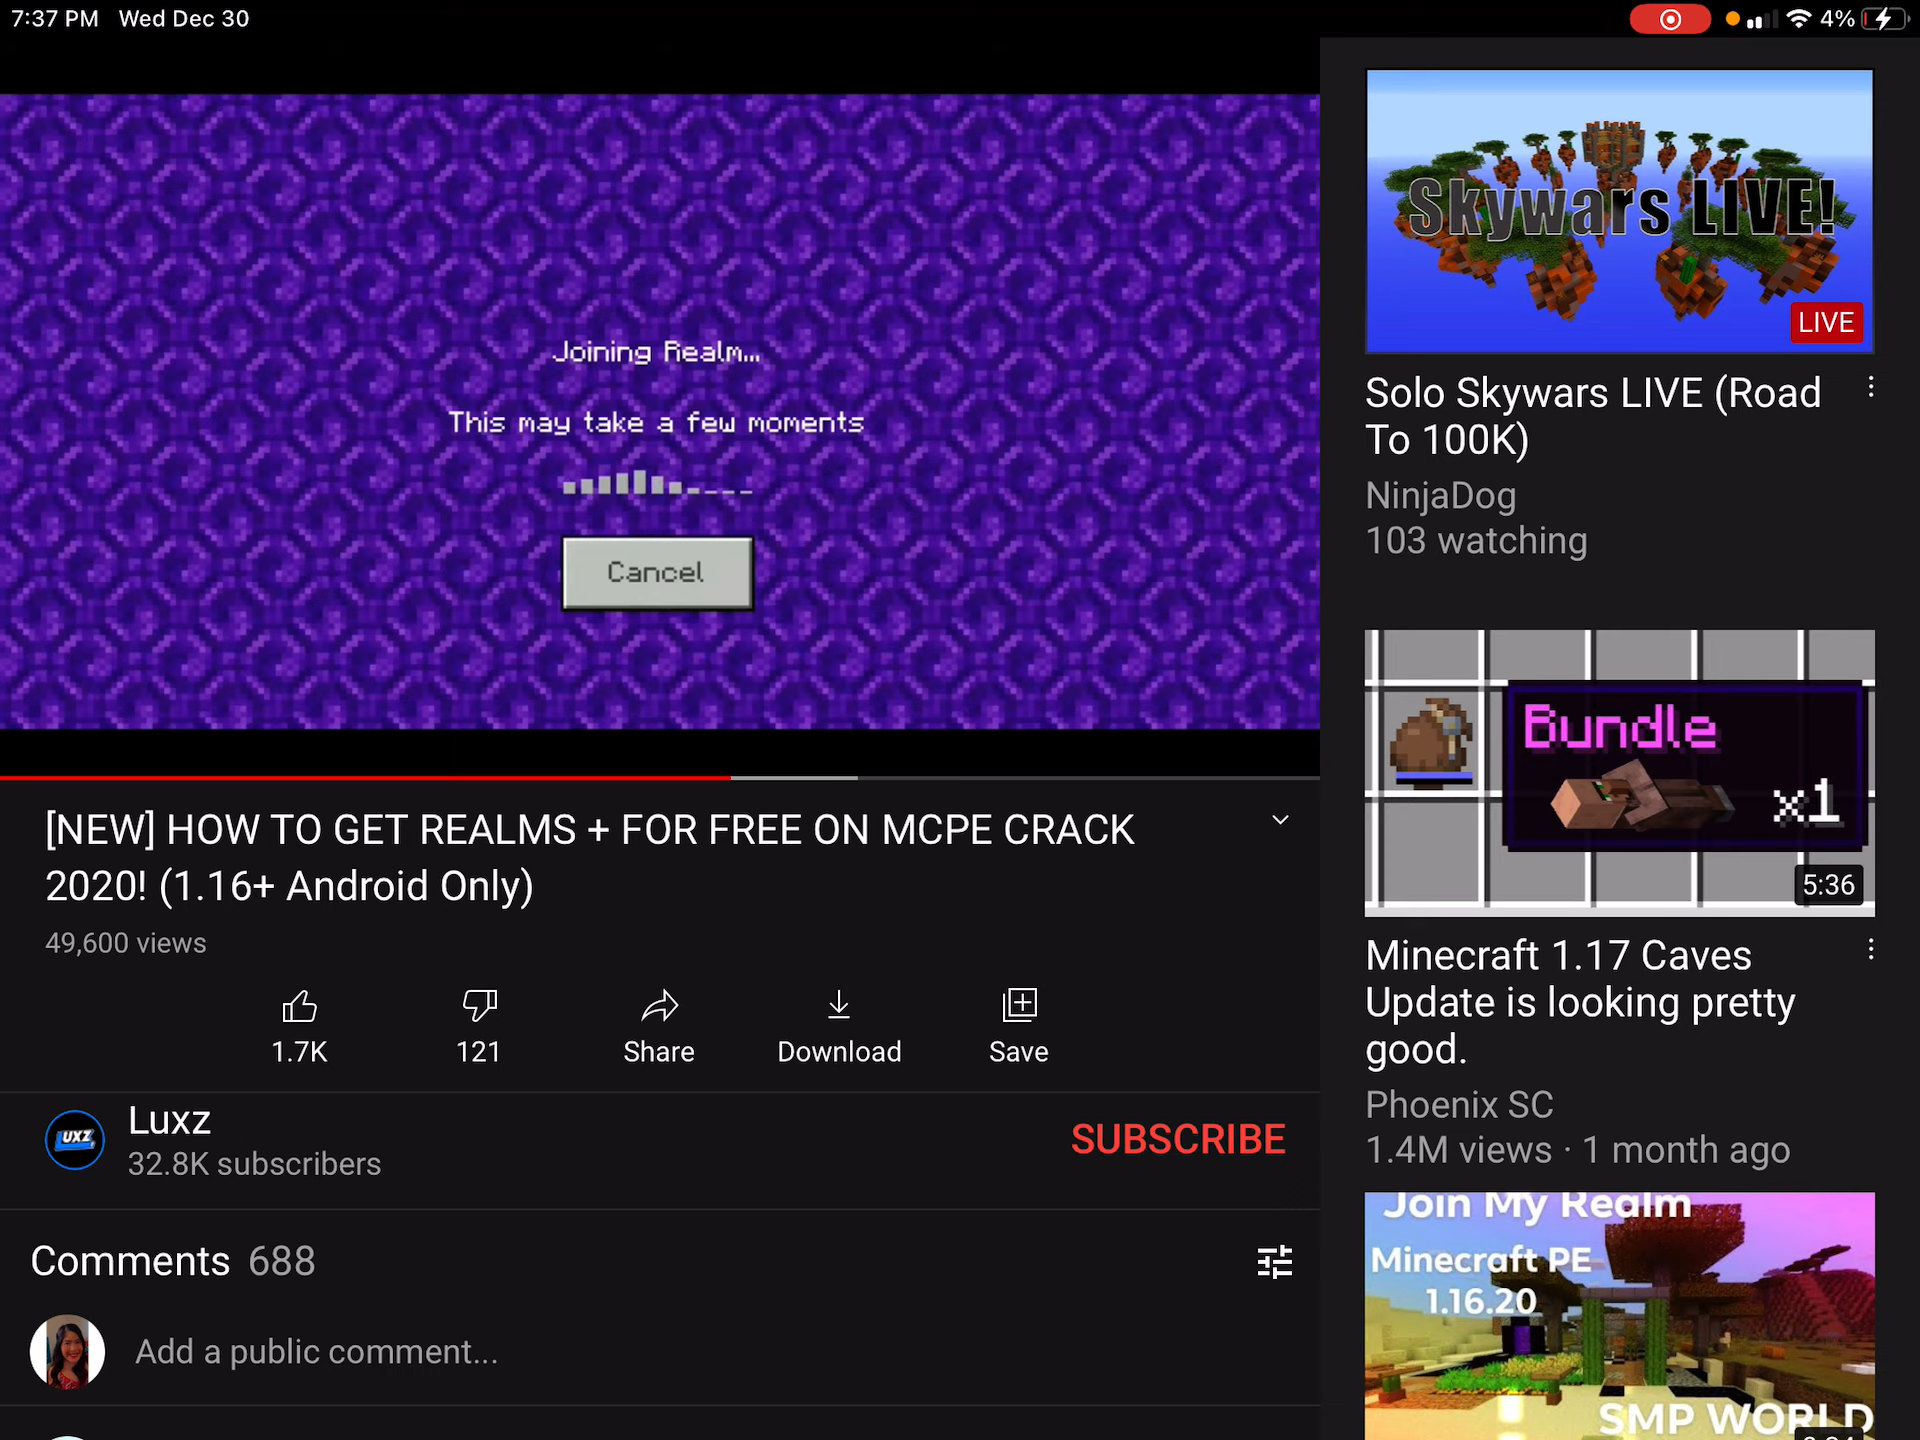 7:37 PM Wed Dec 30
4%
Joining Realm...
This may take a few moments
Cancel
[NEW] HOW TO GET REALMS + FOR FREE ON MCPE CRACK
2020! (1.16+ Android Only)
49,600 views
1.7K
121
Share
Download
Save
LUXZ
Luxz
32.8K subscribers
SUBSCRIBE
Comments 688
Add a public comment...
Skywars LIVE!
LIVE
Solo Skywars LIVE (Road
To 100K)
NinjaDog
103 watching
Bundle
x1
5:36
Minecraft 1.17 Caves
Update is looking pretty
good.
Phoenix SC
1.4M views · 1 month ago
Join My Realm
Minecraft PE
1.16.20
SMP WORLD